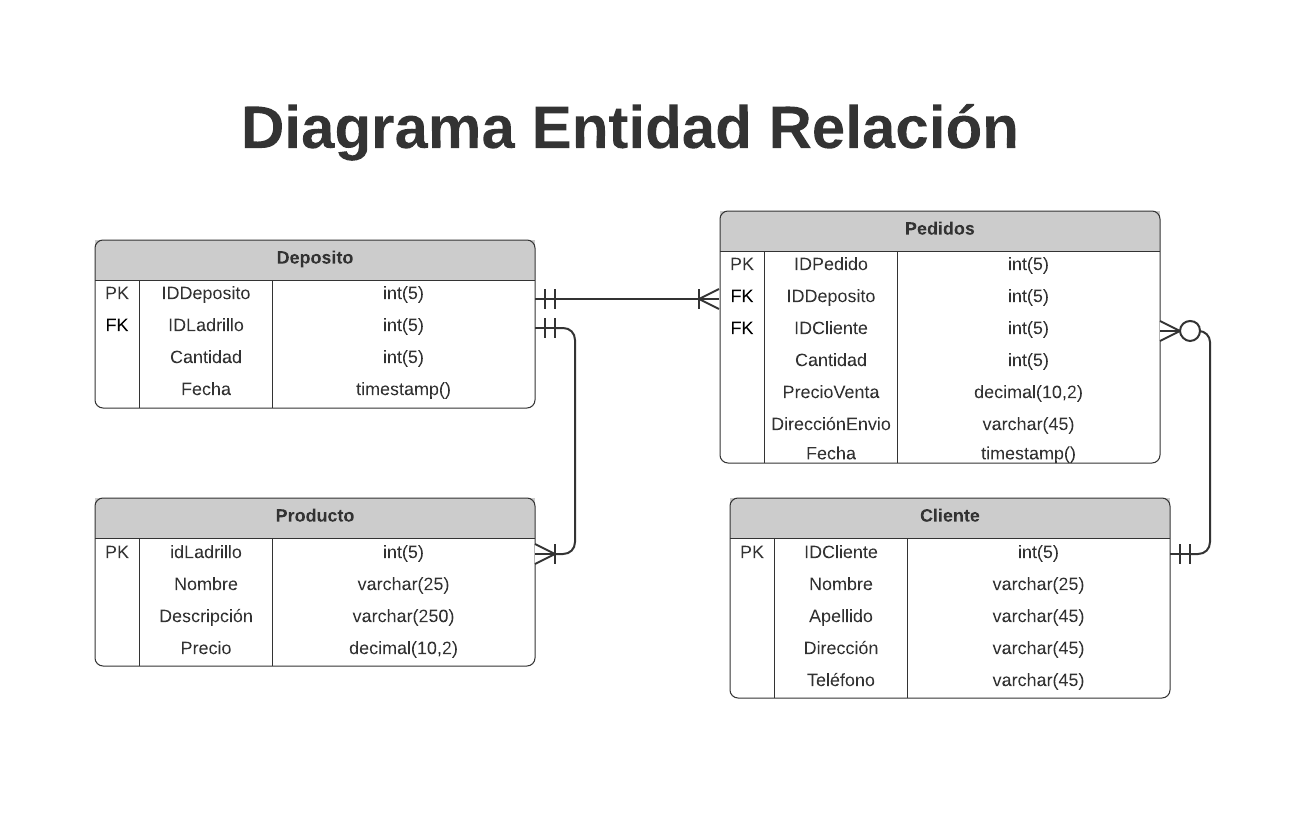 Diagrama Entidad Relación
Deposito
PK IDDeposito int(5)
FK IDLadrillo int(5)
Cantidad int(5)
Fecha timestamp()
Pedidos
PK IDPedido int(5)
FK IDDeposito int(5)
FK IDCliente int(5)
Cantidad int(5)
PrecioVenta decimal(10,2)
DirecciónEnvio varchar(45)
Fecha timestamp()
Producto
PK idLadrillo int(5)
Nombre varchar(25)
Descripción varchar(250)
Precio decimal(10,2)
Cliente
PK IDCliente int(5)
Nombre varchar(25)
Apellido varchar(45)
Dirección varchar(45)
Teléfono varchar(45)